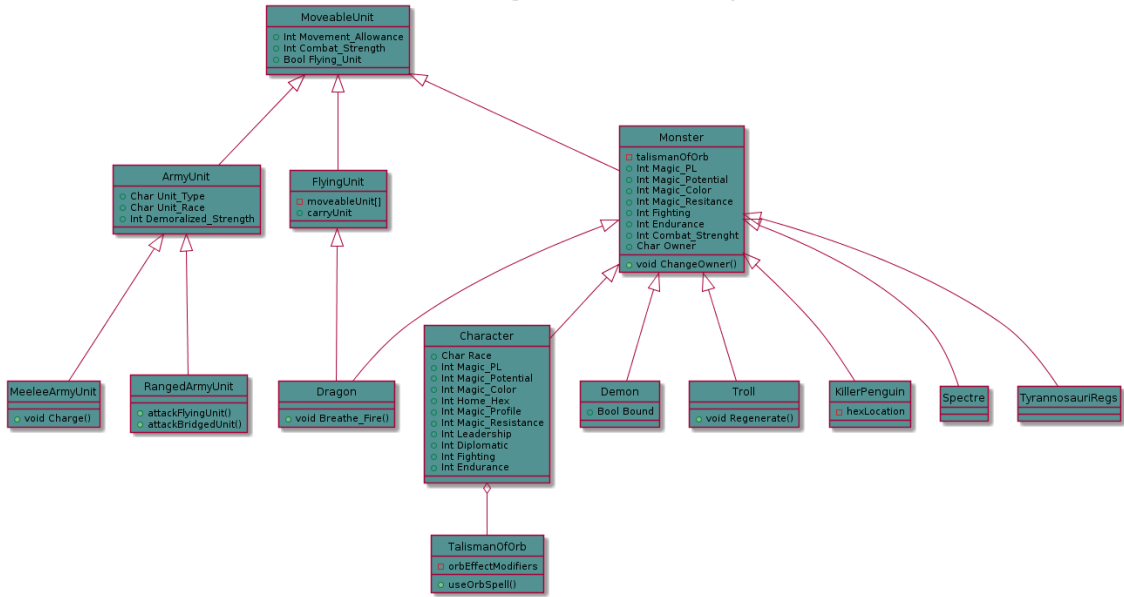 MoveableUnit
Int Movement_Allowance
Int Combat_Strength
Bool Flying_Unit
Monster
talismanOfOrb
Int Magic_PL
Int Magic_Potential
Int Magic_Color
Int Magic_Resitance
Int Fighting
Int Endurance
Int Combat_Strenght
Char Owner
void ChangeOwner()
ArmyUnit
Char Unit_Type
Char Unit_Race
Int Demoralized_Strength
FlyingUnit
moveableUnit[]
carryUnit
Character
Char Race
Int Magic_PL
Int Magic_Potential
Int Magic_Color
Int Home_Hex
Int Magic_Profile
Int Magic_Resistance
Int Leadership
Int Diplomatic
Int Fighting
Int Endurance
MeeleeArmyUnit
void Charge()
RangedArmyUnit
attackFlyingUnit()
attackBridgedUnit()
Dragon
void Breathe_Fire()
Demon
Bool Bound
Troll
void Regenerate()
KillerPenguin
hexLocation
Spectre
TyrannosauriRegs
TalismanOfOrb
orbEffectModifiers
useOrbSpell()